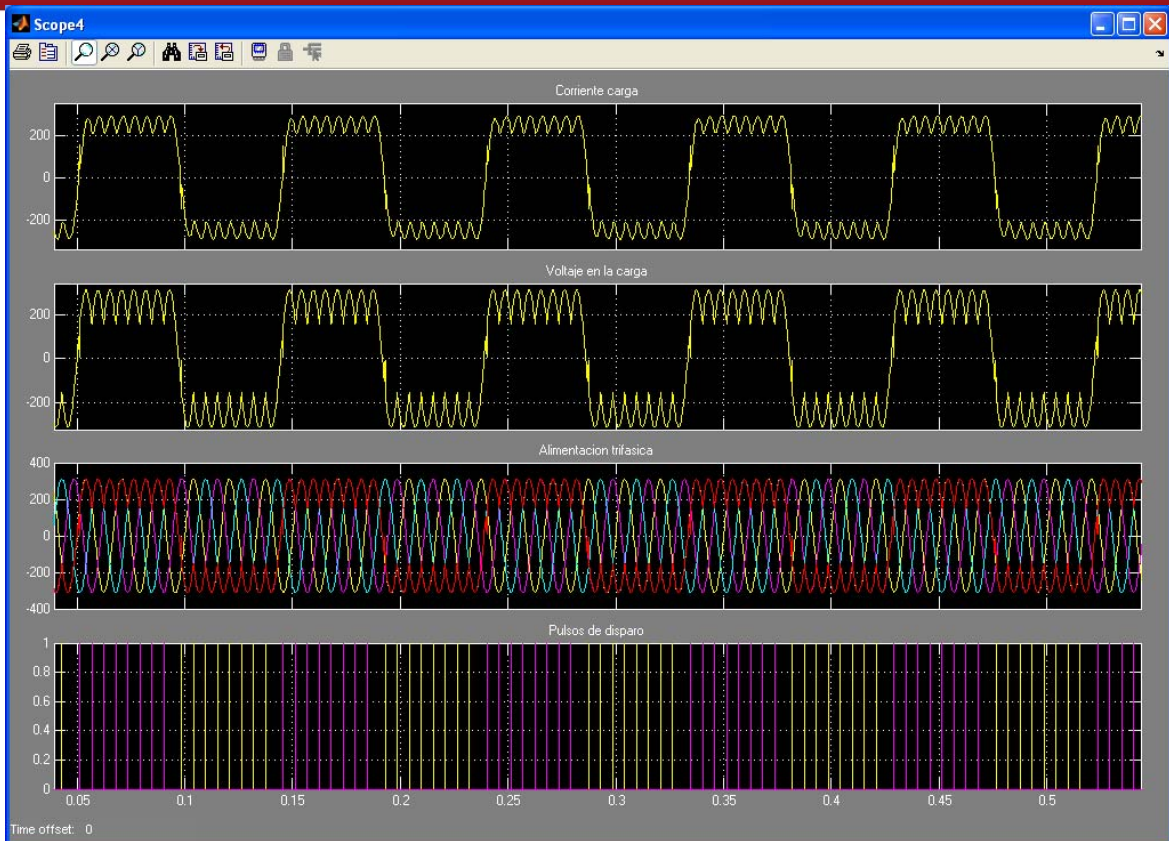 Scope4
Corriente carga
200
0
-200
Voltaje en la carga
200
0
-200
Alimentacion trifasica
400
200
0
-200
-400
Pulsos de disparo
1
0.8
0.6
0.4
0.2
0
0.05 0.1 0.15 0.2 0.25 0.3 0.35 0.4 0.45 0.5
Time offset: 0